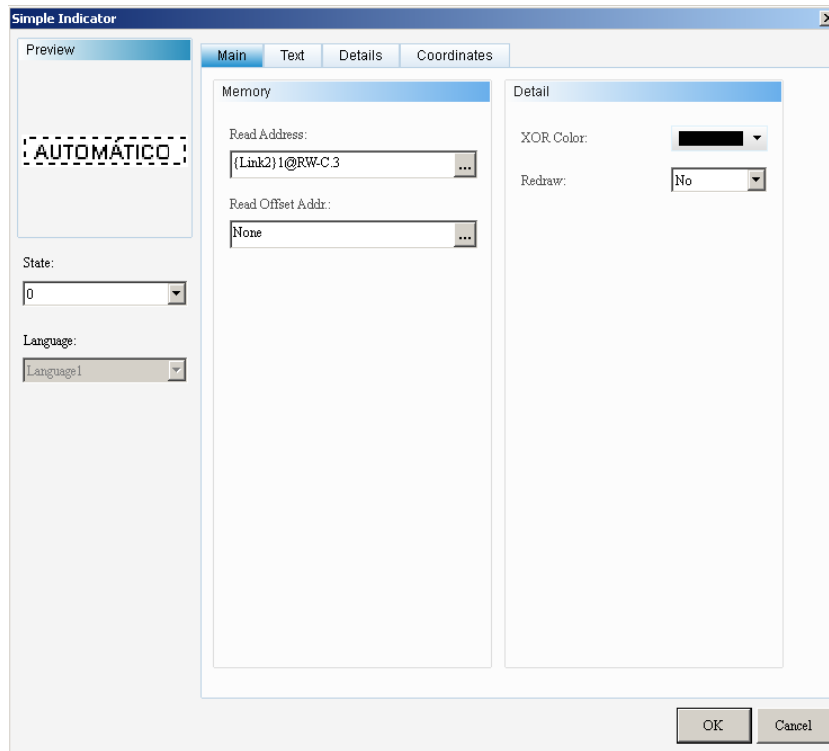 Simple Indicator
Preview
AUTOMÁTICO
State:
0
Language:
Language1
Main
Text
Details
Coordinates
Memory
Read Address:
{Link2}1@RW-C.3
...
Read Offset Addr.:
None
...
Detail
XOR Color:
Redraw:
No
OK
Cancel